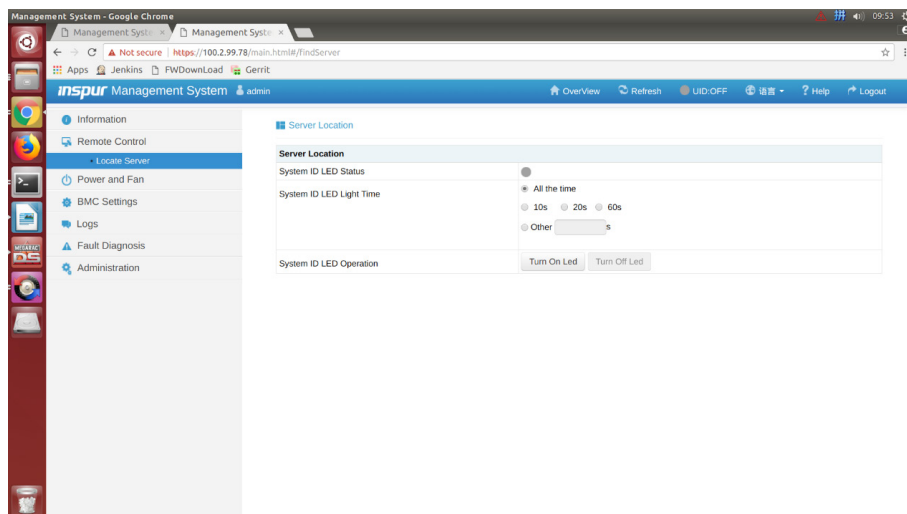 Management System - Google Chrome
拼 09:53
Management Syste × Management Syste ×
Not secure https://100.2.99.78/main.html#/findServer
Apps Jenkins FWDownLoad Gerrit
inspur Management System admin OverView Refresh UID:OFF 语言 Help Logout
Information
Remote Control
Locate Server
Power and Fan
BMC Settings
Logs
Fault Diagnosis
Administration
Server Location
Server Location
System ID LED Status
System ID LED Light Time
All the time
10s 20s 60s
Other s
System ID LED Operation Turn On Led Turn Off Led
MEGARAC